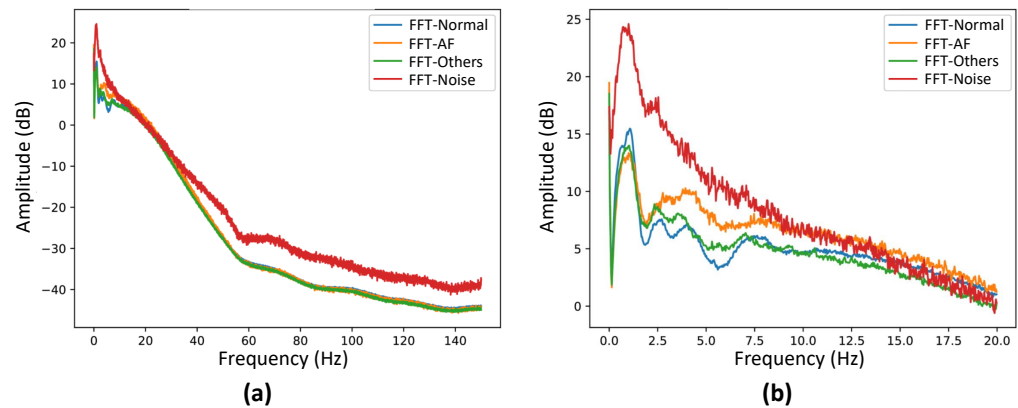 FFT-Normal
FFT-AF
FFT-Others
FFT-Noise
Amplitude (dB)
20
10
0
−10
−20
−30
−40
0 20 40 60 80 100 120 140
Frequency (Hz)
(a)
FFT-Normal
FFT-AF
FFT-Others
FFT-Noise
Amplitude (dB)
25
20
15
10
5
0
0.0 2.5 5.0 7.5 10.0 12.5 15.0 17.5 20.0
Frequency (Hz)
(b)